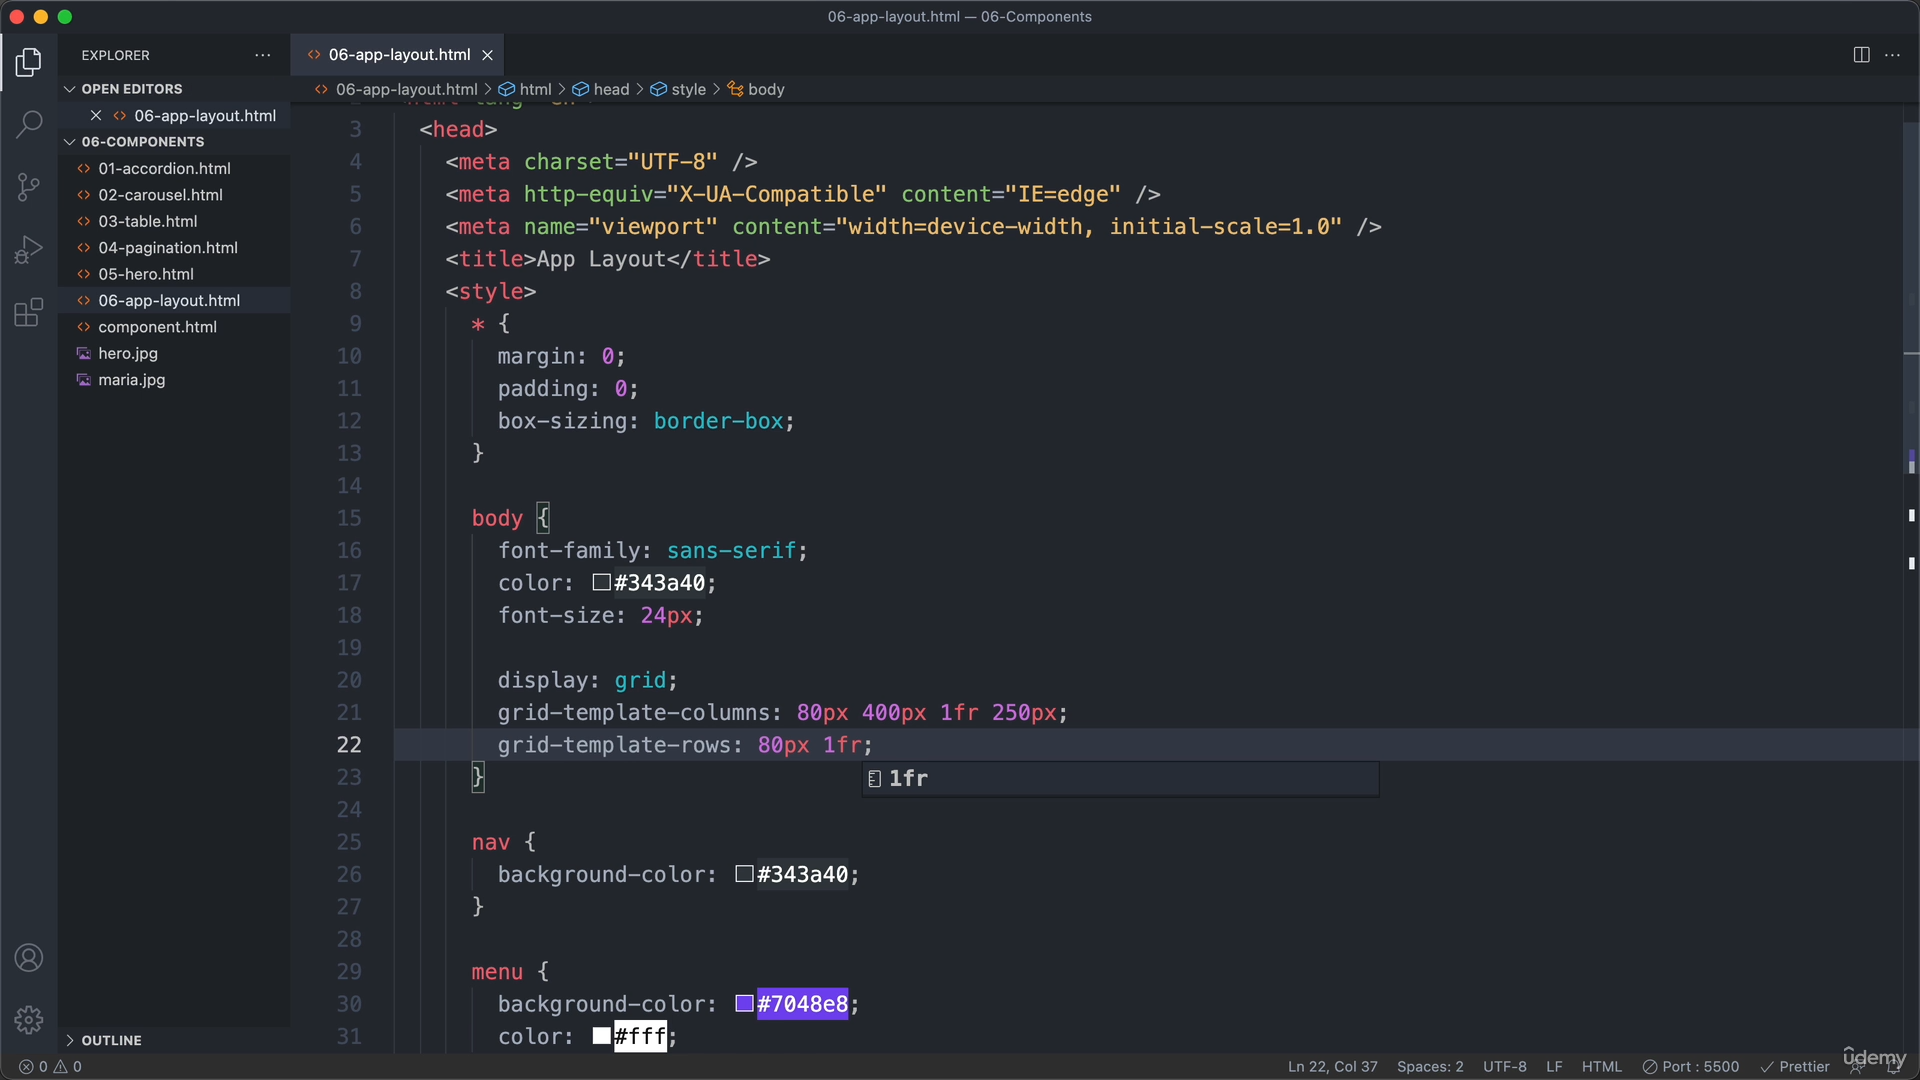 06-app-layout.html — 06-Components
EXPLORER
06-app-layout.html
OPEN EDITORS
06-app-layout.html
06-COMPONENTS
01-accordion.html
02-carousel.html
03-table.html
04-pagination.html
05-hero.html
06-app-layout.html
component.html
hero.jpg
maria.jpg
OUTLINE
06-app-layout.html > html > head > style > body
3 <head>
4 <meta charset="UTF-8" />
5 <meta http-equiv="X-UA-Compatible" content="IE=edge" />
6 <meta name="viewport" content="width=device-width, initial-scale=1.0" />
7 <title>App Layout</title>
8 <style>
9 * {
10 margin: 0;
11 padding: 0;
12 box-sizing: border-box;
13 }
14
15 body {
16 font-family: sans-serif;
17 color: #343a40;
18 font-size: 24px;
19
20 display: grid;
21 grid-template-columns: 80px 400px 1fr 250px;
22 grid-template-rows: 80px 1fr;
23 }
1fr
24
25 nav {
26 background-color: #343a40;
27 }
28
29 menu {
30 background-color: #7048e8;
31 color: #fff;
0 0 Ln 22, Col 37 Spaces: 2 UTF-8 LF HTML Port : 5500 Prettier
udemy